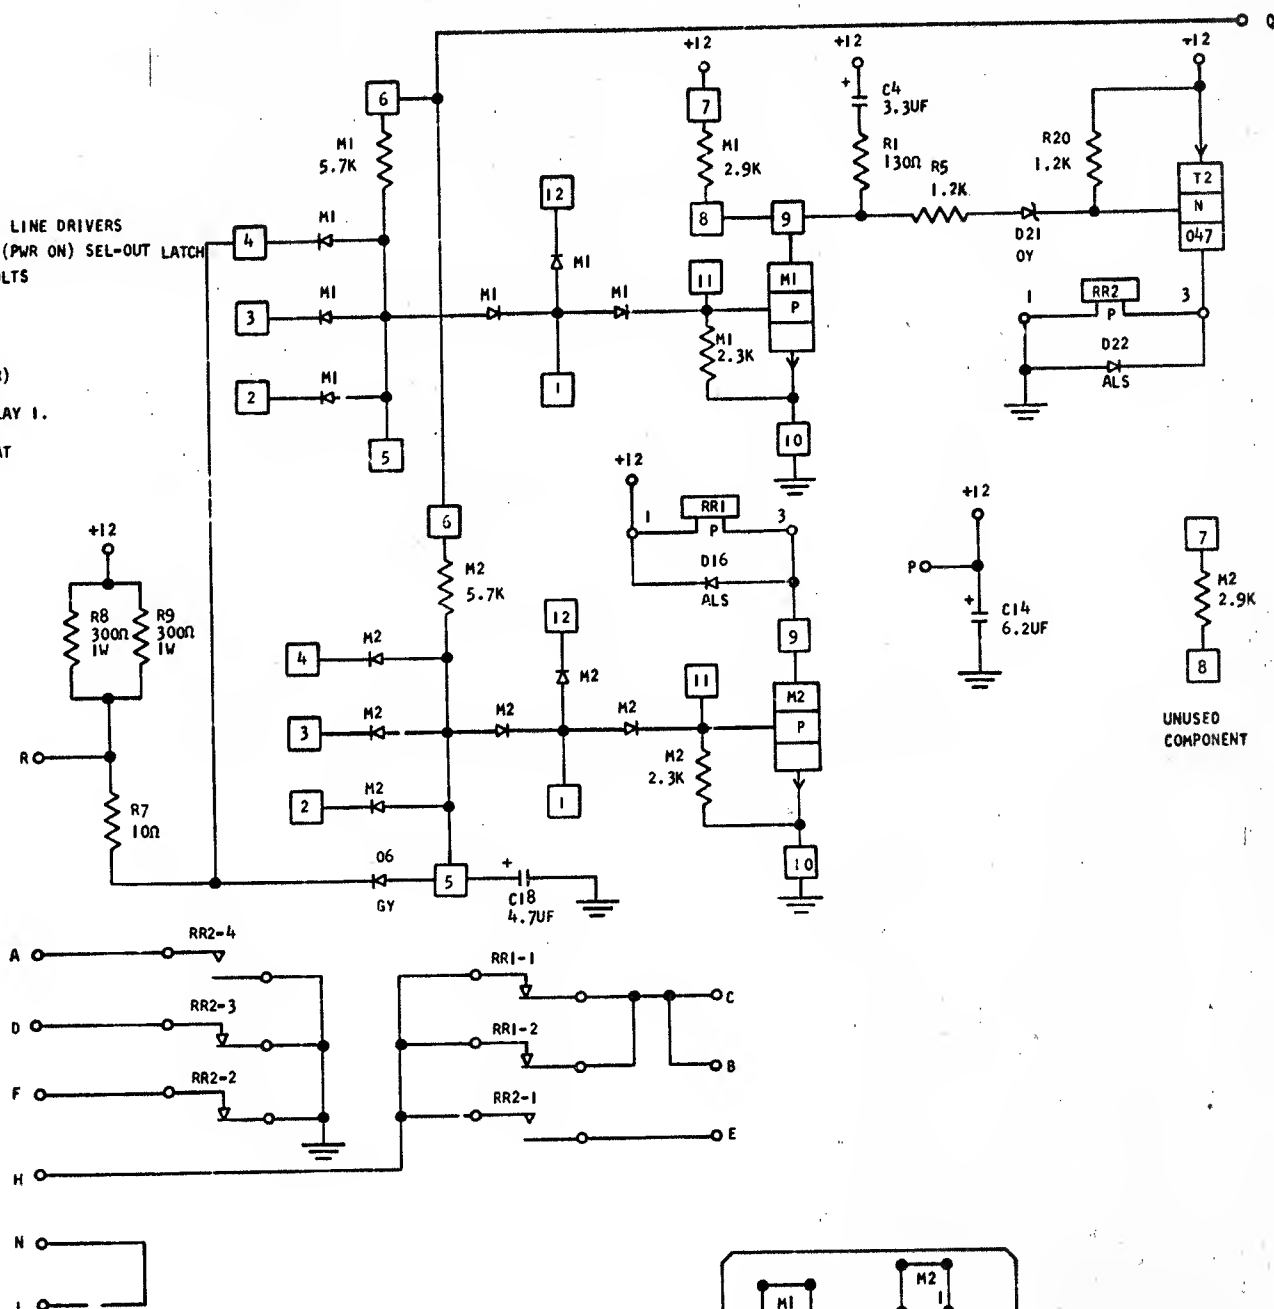 +12
+12
+12
6
7
C4
3.3UF
M1
5.7K
M1
2.9K
R1
130Ω
R5
1.2K
R20
1.2K
T2
N
047
12
8
9
D21
OY
LINE DRIVERS
(PWR ON) SEL-OUT LATCH
LTS
4
M1
M1
11
M1
P
RR2
1
P
3
3
M1
M1
M1
M1
2.3K
D22
ALS
2
M1
1
LAY 1.
AT
5
10
+12
+12
+12
6
1
RR1
P
3
P
7
D16
ALS
M2
5.7K
M2
2.9K
R8
300Ω
1W
R9
300Ω
1W
12
9
C14
6.2UF
4
M2
M2
11
M2
P
8
3
M2
M2
M2
UNUSED
COMPONENT
R
M2
2.3K
2
M2
1
R7
10Ω
06
GY
5
C18
4.7UF
10
A
RR2-4
RR1-1
C
D
RR2-3
RR1-2
B
F
RR2-2
RR2-1
E
H
N
M1
M2
1